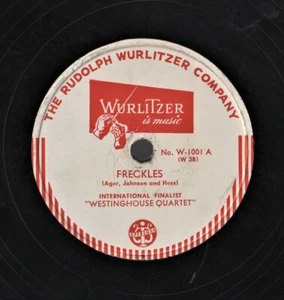 THE RUDOLPH WURLITZER COMPANY
WURLITZER
is music
No. W-1001 A
(W 38)
FRECKLES
(Ager, Johnson and Hess)
INTERNATIONAL FINALIST
"WESTINGHOUSE QUARTET"